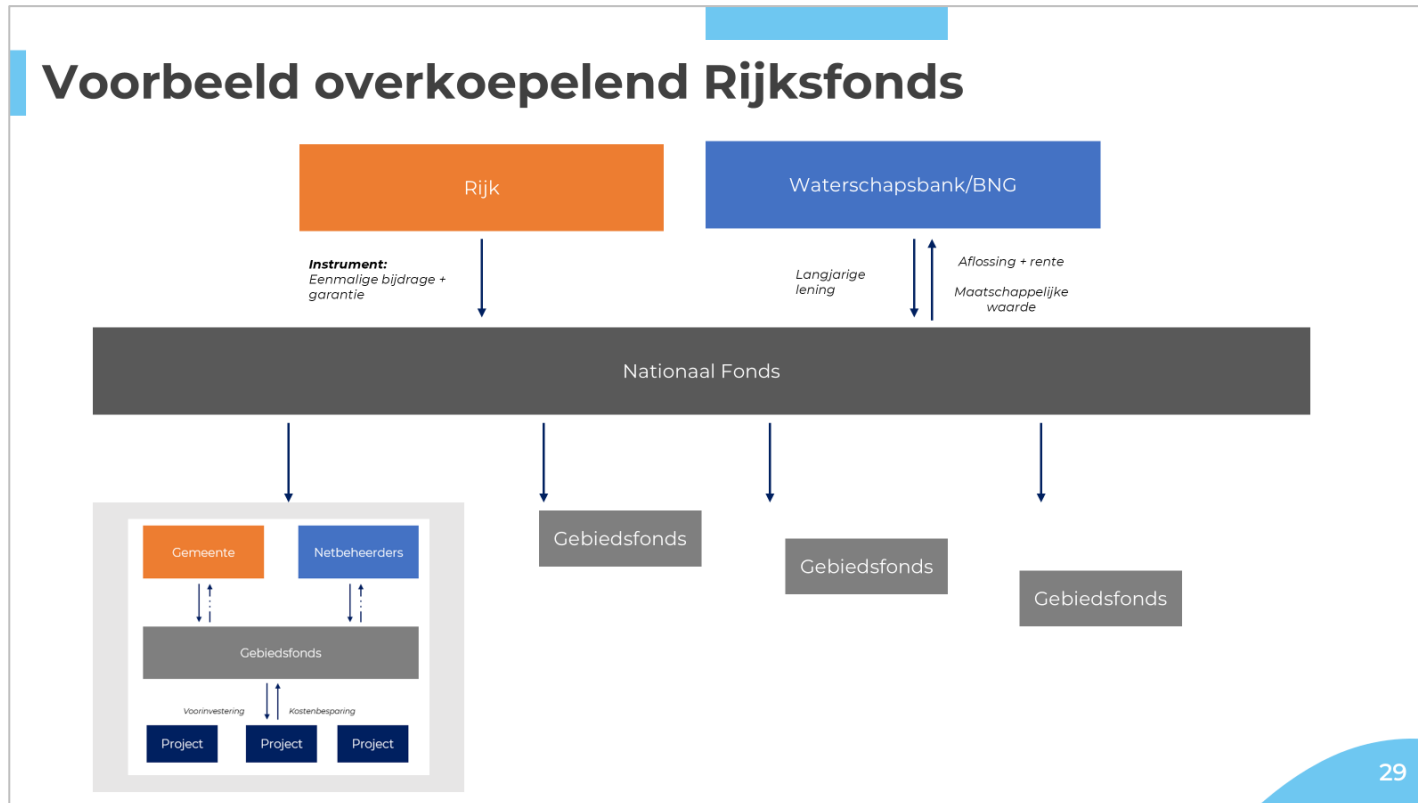 Voorbeeld overkoepelend Rijksfonds
Rijk
Waterschapsbank/BNG
Instrument:
Eenmalige bijdrage +
garantie
Langjarige
lening
Aflossing + rente
Maatschappelijke
waarde
Nationaal Fonds
Gemeente
Netbeheerders
Gebiedsfonds
Voorinvestering
Kostenbesparing
Project
Project
Project
Gebiedsfonds
Gebiedsfonds
Gebiedsfonds
29